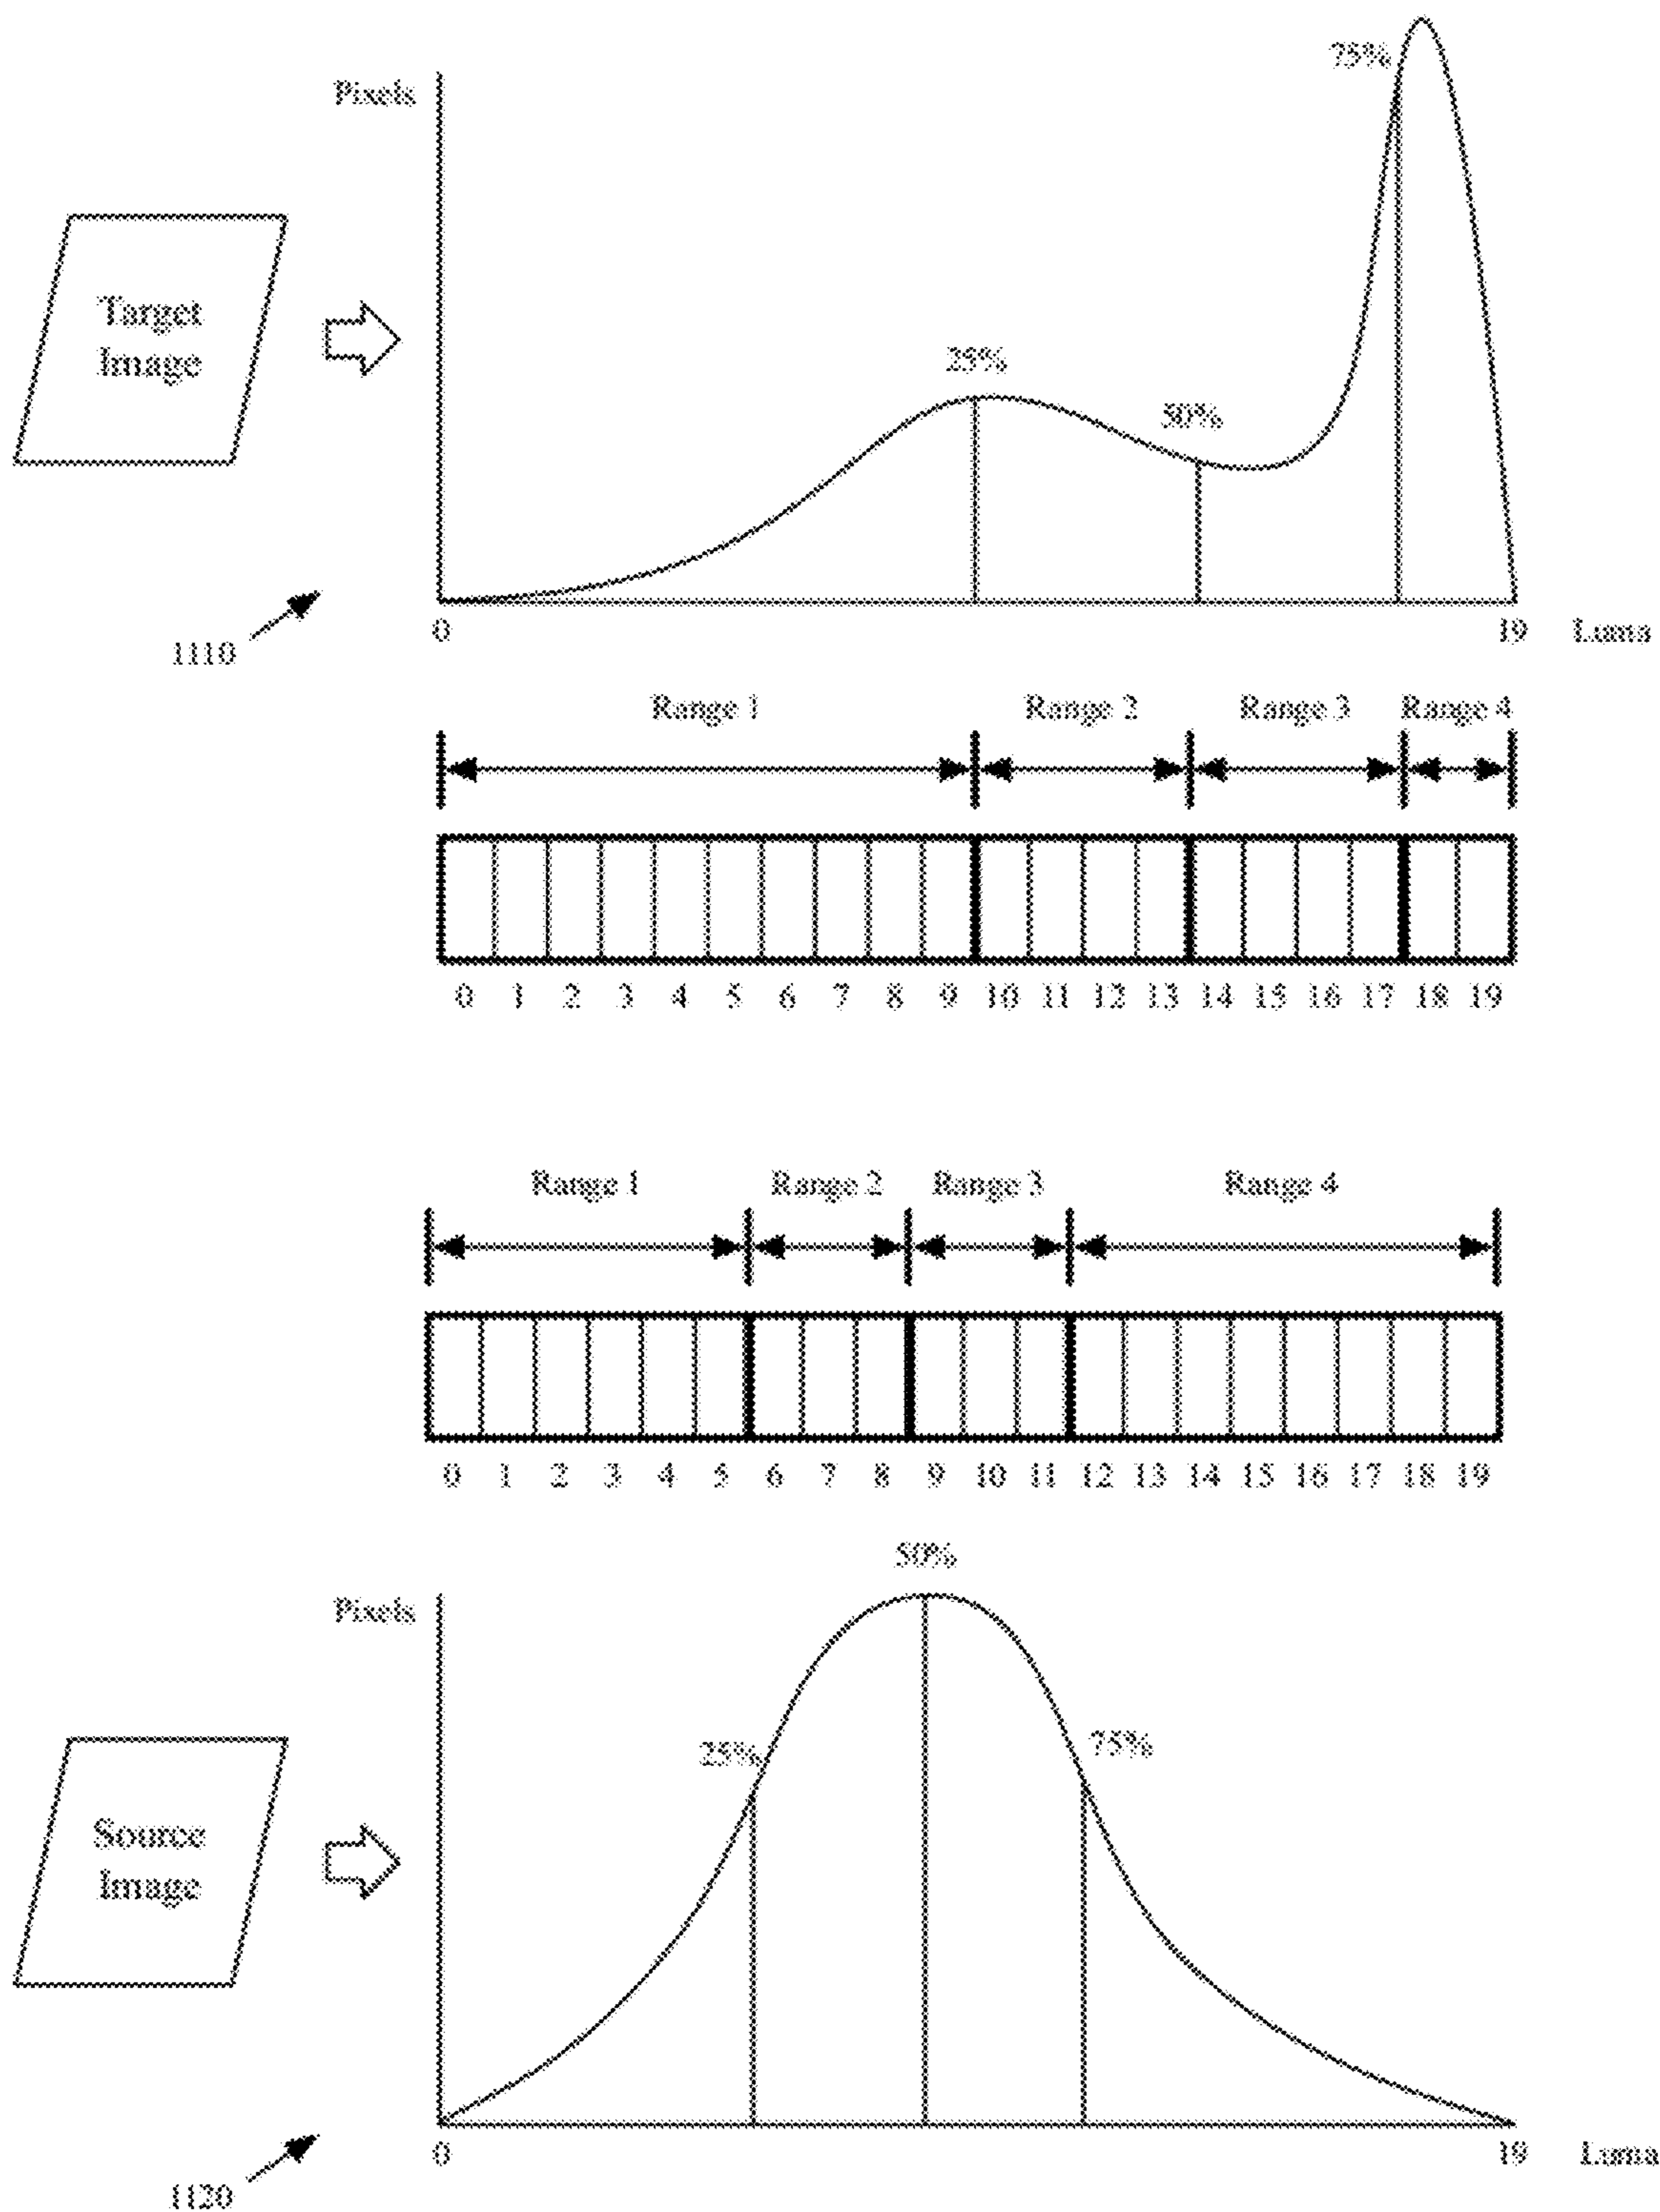 75%
Pixels
Target
Image
25%
50%
0
19
Luma
1110
Range 1
Range 2
Range 3
Range 4
0 1 2 3 4 5 6 7 8 9 10 11 12 13 14 15 16 17 18 19
Range 1
Range 2
Range 3
Range 4
0 1 2 3 4 5 6 7 8 9 10 11 12 13 14 15 16 17 18 19
50%
Pixels
25%
75%
Source
Image
0
19
Luma
1120